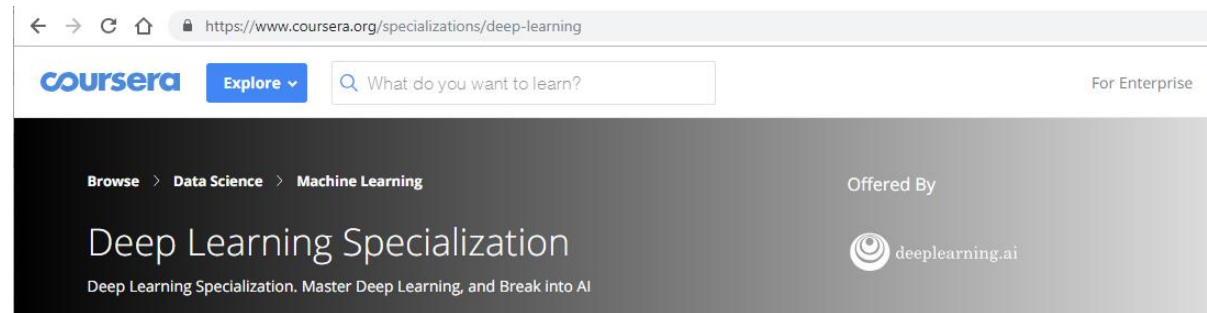 https://www.coursera.org/specializations/deep-learning
coursera
Explore
What do you want to learn?
For Enterprise
Browse > Data Science > Machine Learning
Offered By
Deep Learning Specialization
deeplearning.ai
Deep Learning Specialization. Master Deep Learning, and Break into AI